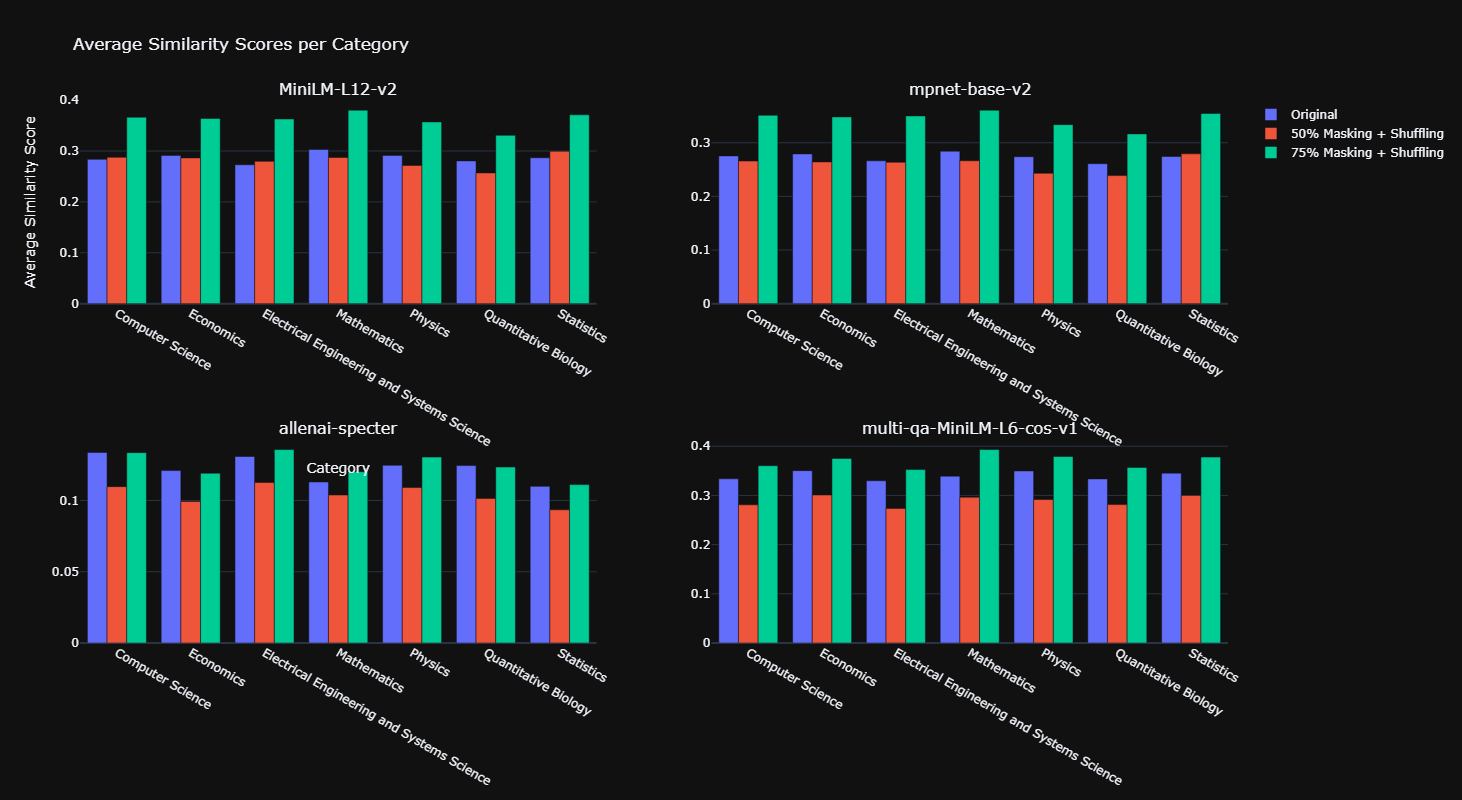 Average Similarity Scores per Category
MiniLM-L12-v2
Average Similarity Score
0.4
0.3
0.2
0.1
0
Computer Science
Economics
Electrical Engineering and Systems Science
Mathematics
Physics
Quantitative Biology
Statistics
mpnet-base-v2
0.3
0.2
0.1
0
Computer Science
Economics
Electrical Engineering and Systems Science
Mathematics
Physics
Quantitative Biology
Statistics
Original
50% Masking + Shuffling
75% Masking + Shuffling
allenai-specter
Category
0.1
0.05
0
Computer Science
Economics
Electrical Engineering and Systems Science
Mathematics
Physics
Quantitative Biology
Statistics
multi-qa-MiniLM-L6-cos-v1
0.4
0.3
0.2
0.1
0
Computer Science
Economics
Electrical Engineering and Systems Science
Mathematics
Physics
Quantitative Biology
Statistics